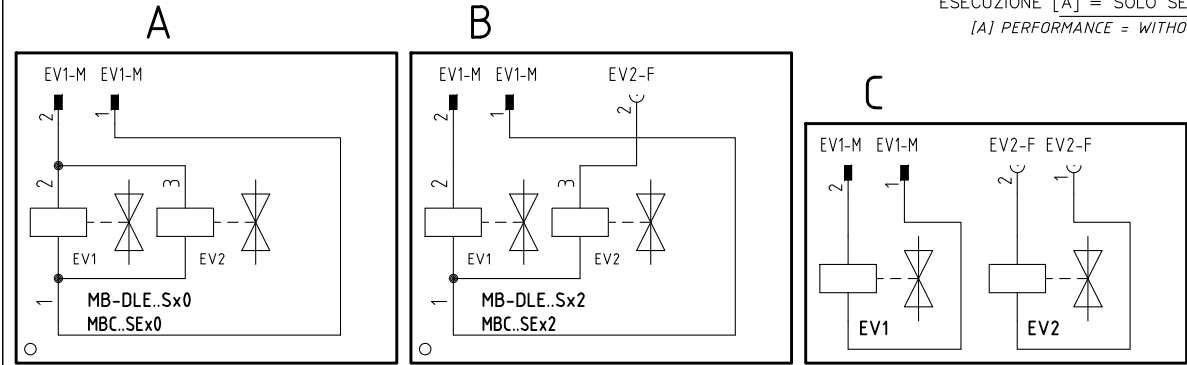 ESECUZIONE [A] = SOLO SE
[A] PERFORMANCE = WITHO
A
EV1-M EV1-M
2 1
2 3
EV1 EV2
1
MB-DLE..Sx0
MBC..SEx0
B
EV1-M EV1-M EV2-F
2 1 2
2 3
EV1 EV2
1
MB-DLE..Sx2
MBC..SEx2
C
EV1-M EV1-M EV2-F EV2-F
2 1 2 1
EV1 EV2